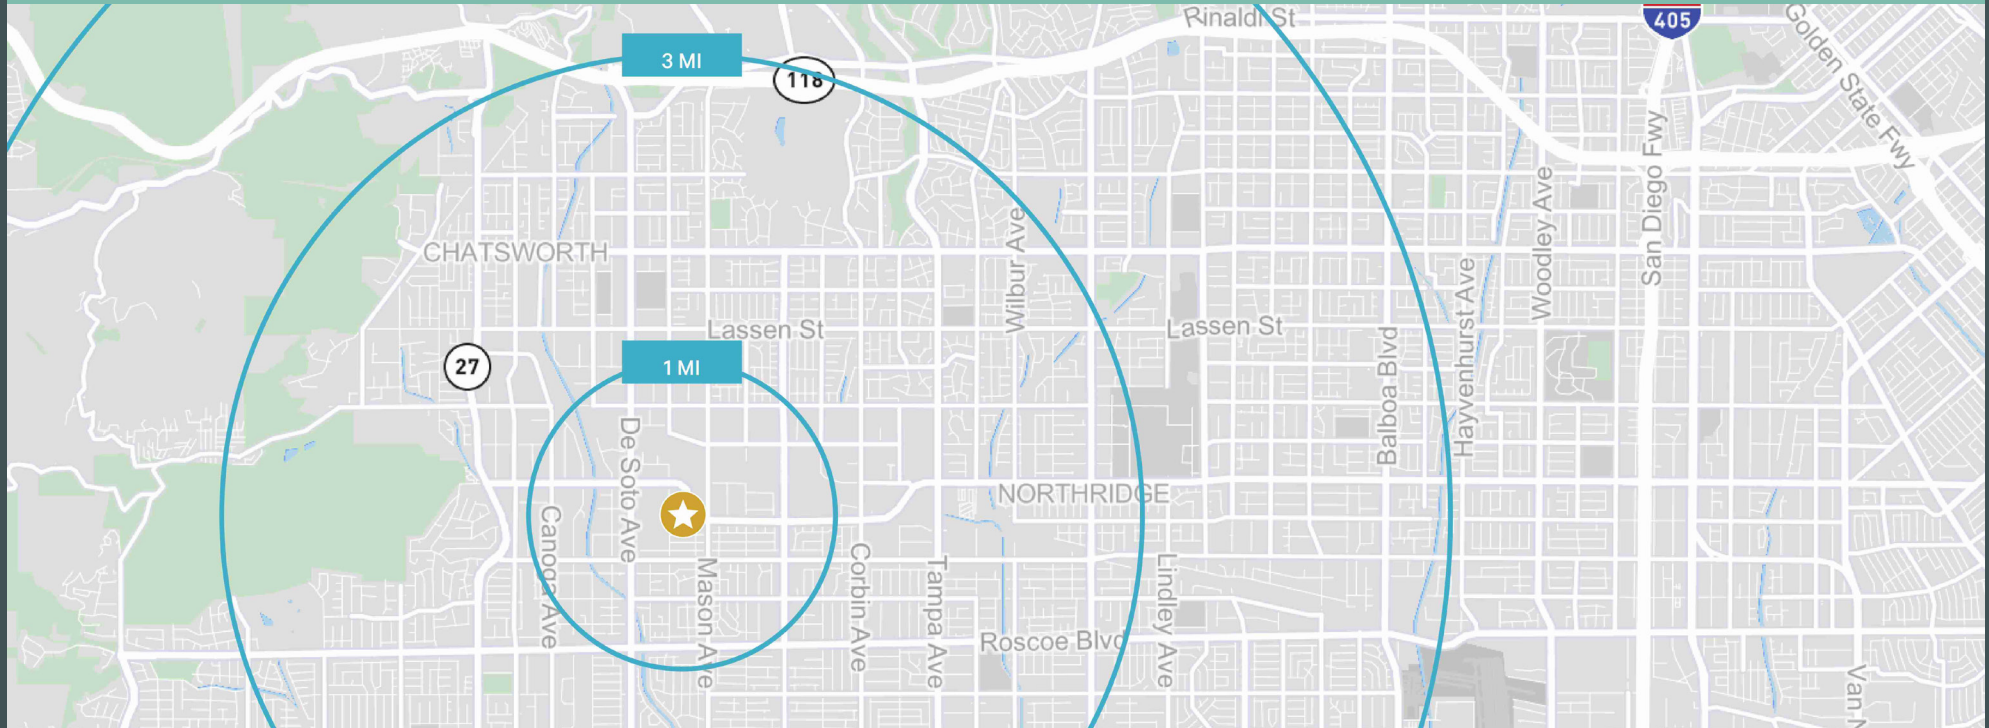 Rinaldi St
405
Golden State Fwy
3 MI
118
San Diego Fwy
Woodley Ave
Wilbur Ave
CHATSWORTH
Hayvenhurst Ave
Lassen St
Lassen St
Balboa Blvd
1 MI
27
De Soto Ave
NORTHRIDGE
Canoga Ave
Mason Ave
Corbin Ave
Tampa Ave
Lindley Ave
Roscoe Blvd
Van